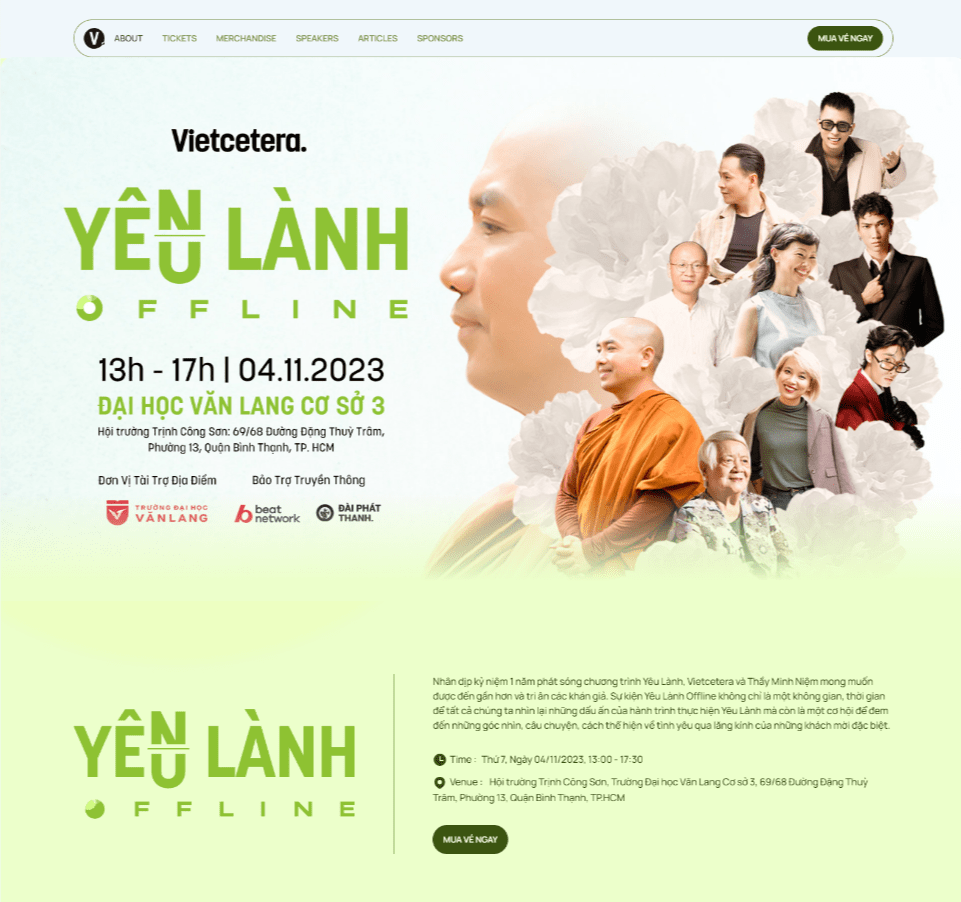 V.
ABOUT
TICKETS
MERCHANDISE
SPEAKERS
ARTICLES
SPONSORS
MUA VÉ NGAY
Vietcetera.
YÊN/U LÀNH
OFFLINE
13h - 17h | 04.11.2023
ĐẠI HỌC VĂN LANG CƠ SỞ 3
Hội trường Trịnh Công Sơn: 69/68 Đường Đặng Thuỳ Trâm,
Phường 13, Quận Bình Thạnh, TP. HCM
Đơn Vị Tài Trợ Địa Điểm
Bảo Trợ Truyền Thông
TRƯỜNG ĐẠI HỌC
VĂN LANG
beat
network
ĐÀI PHÁT
THANH.
YÊN/U LÀNH
OFFLINE
Nhân dịp kỷ niệm 1 năm phát sóng chương trình Yêu Lành, Vietcetera và Thầy Minh Niệm mong muốn
được đến gần hơn và tri ân các khán giả. Sự kiện Yêu Lành Offline không chỉ là một không gian, thời gian
để tất cả chúng ta nhìn lại những dấu ấn của hành trình thực hiện Yêu Lành mà còn là một cơ hội để đem
đến những góc nhìn, câu chuyện, cách thể hiện về tình yêu qua lăng kính của những khách mời đặc biệt.
Time : Thứ 7, Ngày 04/11/2023, 13:00 - 17:30
Venue : Hội trường Trịnh Công Sơn, Trường Đại học Văn Lang Cơ sở 3, 69/68 Đường Đặng Thuỳ
Trâm, Phường 13, Quận Bình Thạnh, TP.HCM
MUA VÉ NGAY